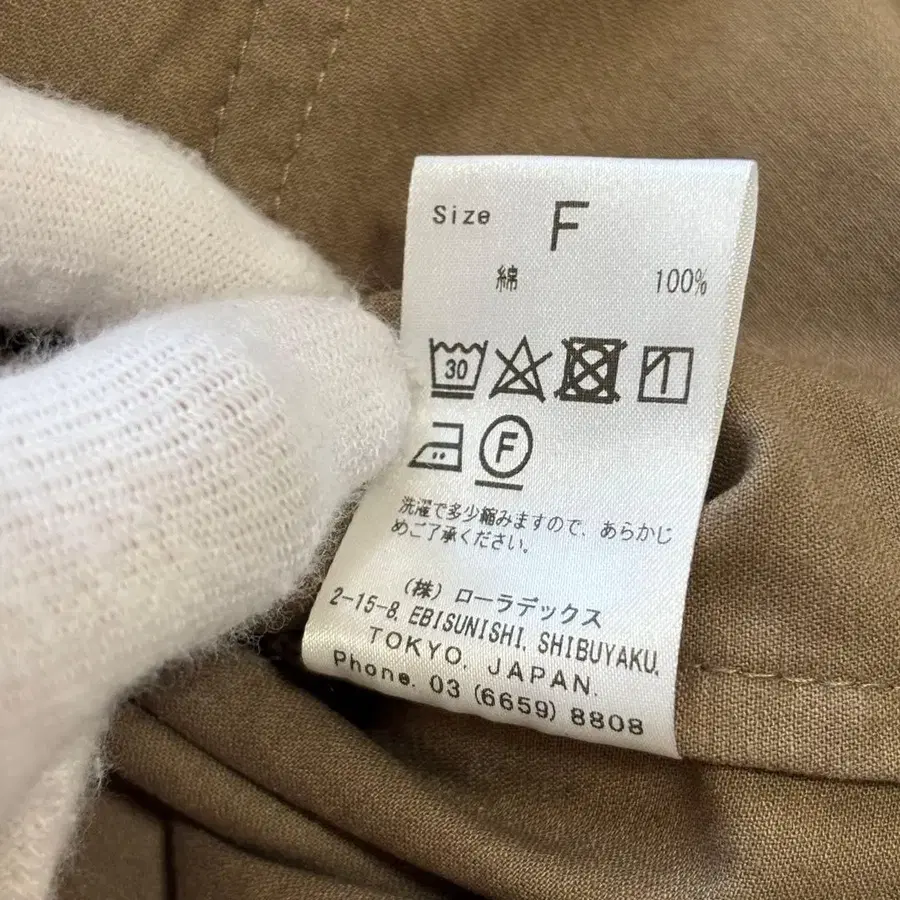 Size F
綿 100%
30
F
洗濯で多少縮みますので、あらかじ
めご了承ください。
(株) ローラデックス
2-15-8, EBISUNISHI, SHIBUYAKU,
TOKYO, JAPAN.
Phone. 03 (6659) 8808